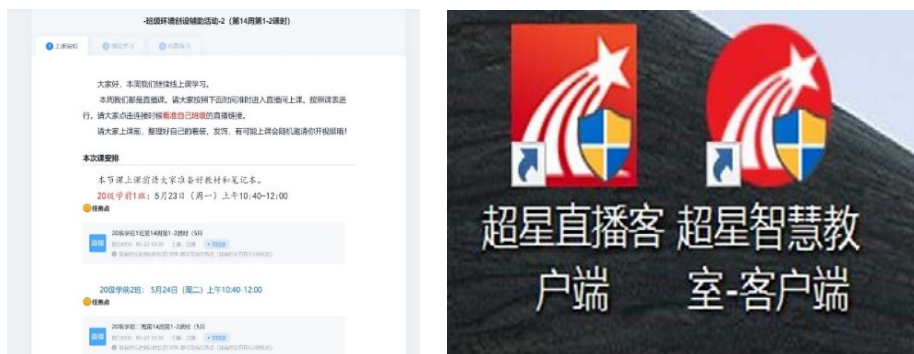 -班级环境创设辅助活动-2（第14周第1-2课时）
大家好，本周我们继续线上课学习。
本周我们都是直播课。请大家按照下面时间准时进入直播间上课。按照课表进
行。请大家点击连接时候看准自己班级的直播链接。
请大家上课前，整理好自己的着装、发饰，有可能上课会随机邀请你开视频哦！
本次课安排
本节课上课前请大家准备好教材和笔记本。
20级学前1班：5月23日（周一）上午10:40-12:00
任务点
直播
20级学前2班： 5月24日（周二）上午10:40-12:00
任务点
直播
超星直播客
户端
超星智慧教
室-客户端